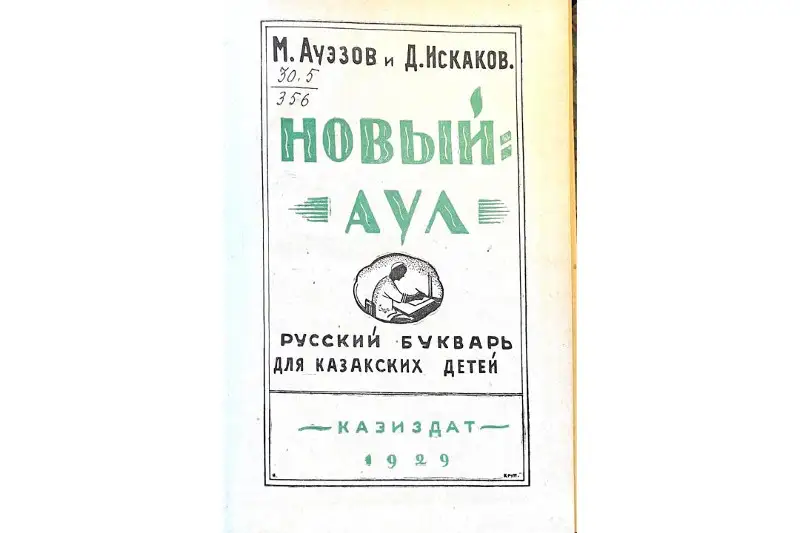 М. Ауэзов и Д. Искаков.
30.5
356
НОВЫЙ
АУЛ
РУССКИЙ БУКВАРЬ
ДЛЯ КАЗАКСКИХ ДЕТЕЙ
КАЗИЗДАТ
1929